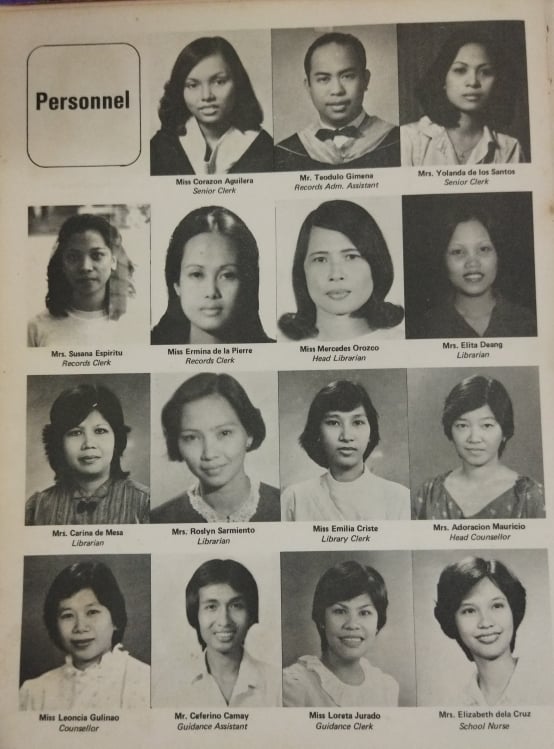 Personnel
Miss Corazon Aguilera
Senior Clerk
Mr. Teodulo Gimena
Records Adm. Assistant
Mrs. Yolanda de los Santos
Senior Clerk
Mrs. Susana Espiritu
Records Clerk
Miss Ermina de la Pierre
Records Clerk
Miss Mercedes Orozco
Head Librarian
Mrs. Elita Deang
Librarian
Mrs. Carina de Mesa
Librarian
Mrs. Roslyn Sarmiento
Librarian
Miss Emilia Criste
Library Clerk
Mrs. Adoracion Mauricio
Head Counsellor
Miss Leoncia Gulinao
Counsellor
Mr. Ceferino Camay
Guidance Assistant
Miss Loreta Jurado
Guidance Clerk
Mrs. Elizabeth dela Cruz
School Nurse